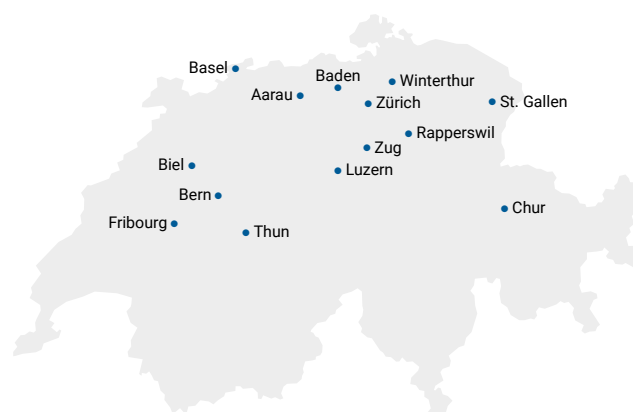 Basel
Baden
Winterthur
Aarau
Zürich
St. Gallen
Rapperswil
Zug
Biel
Luzern
Bern
Chur
Fribourg
Thun